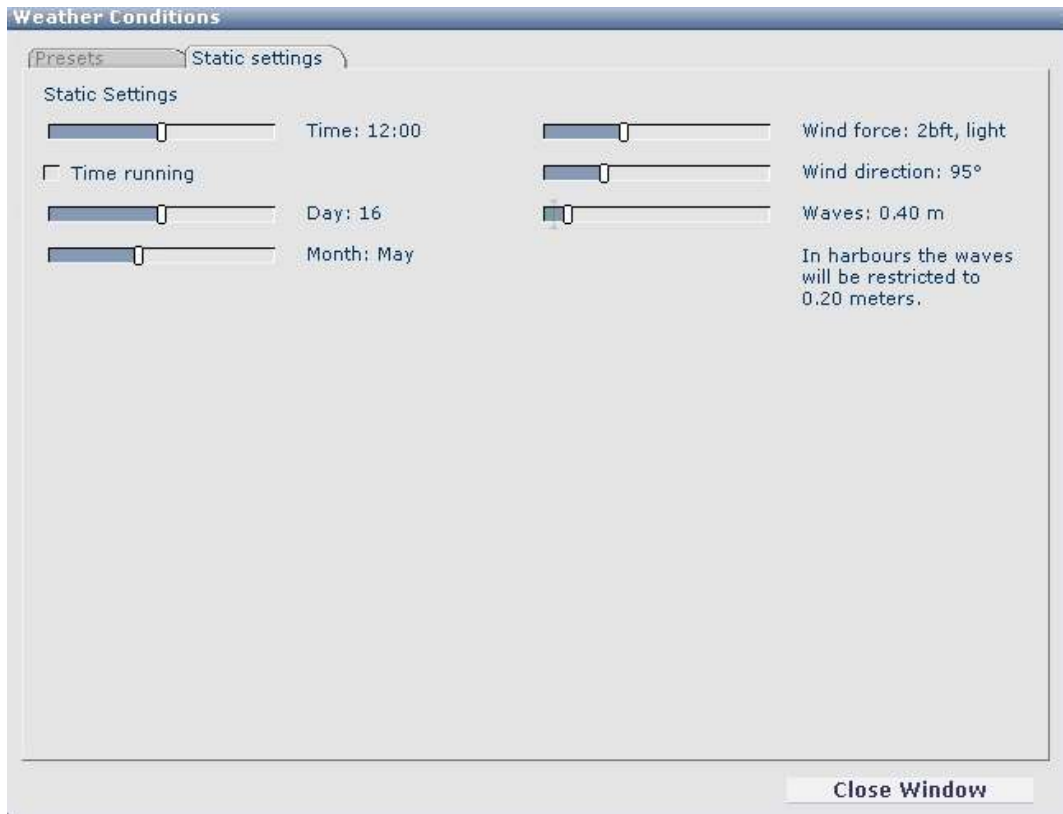 Weather Conditions
Presets
Static settings
Static Settings
Time: 12:00
Time running
Day: 16
Month: May
Wind force: 2bft, light
Wind direction: 95°
Waves: 0.40 m
In harbours the waves
will be restricted to
0.20 meters.
Close Window